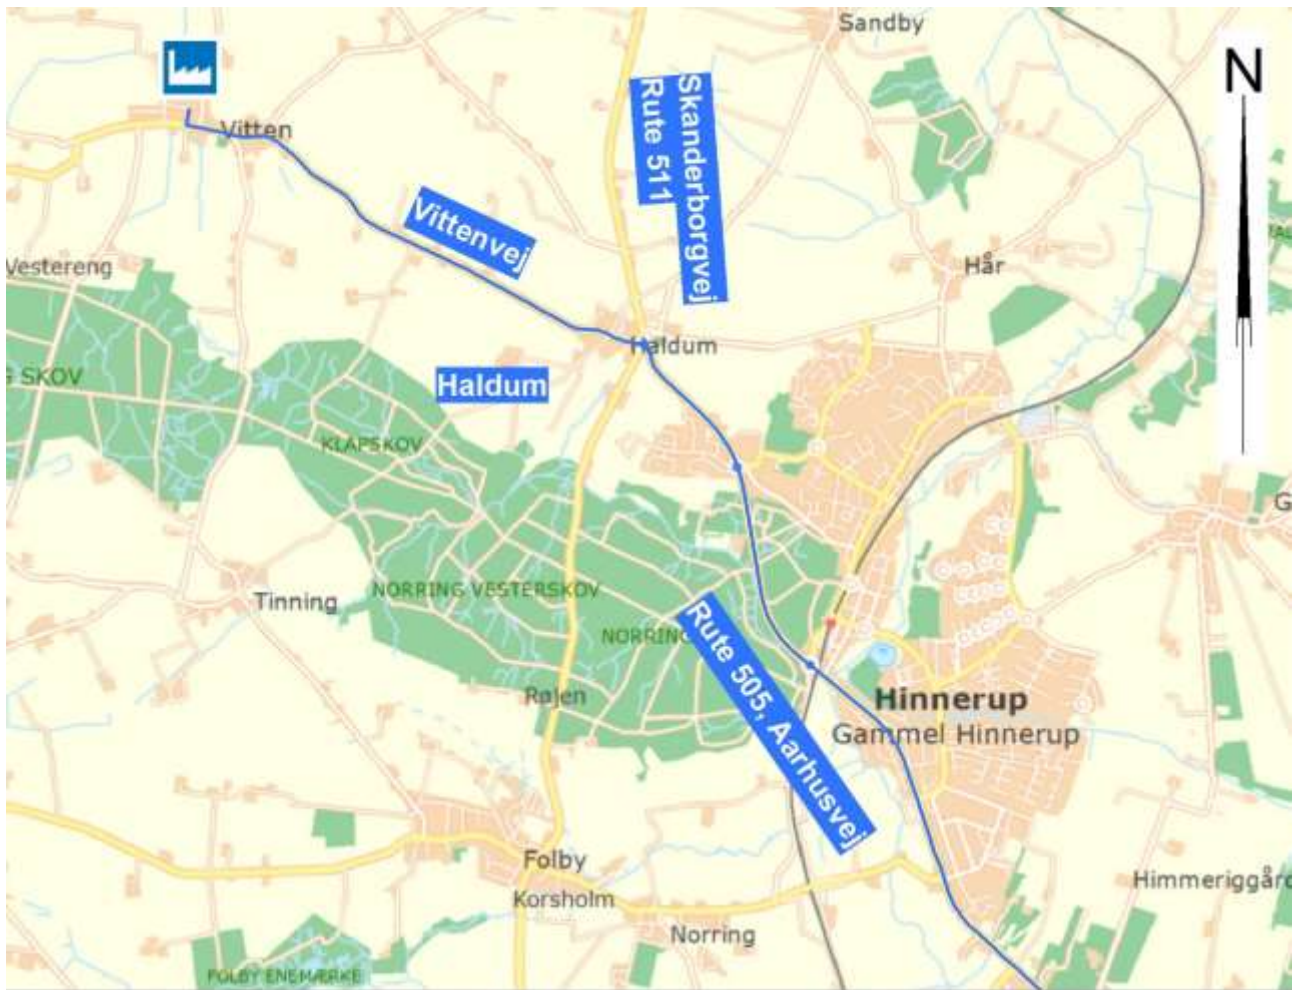 Sandby
N
Skanderborgvej
Rute 511
Vitten
Vittenvej
Vestereng
Hår
Haldum
Haldum
G SKOV
KLAPSKOV
G
NORRING VESTERSKOV
Tinning
NORRING
Rute 505, Aarhusvej
Røjen
Hinnerup
Gammel Hinnerup
Folby
Himmeriggård
Korsholm
Norring
FOLBY ENEMÆRKE